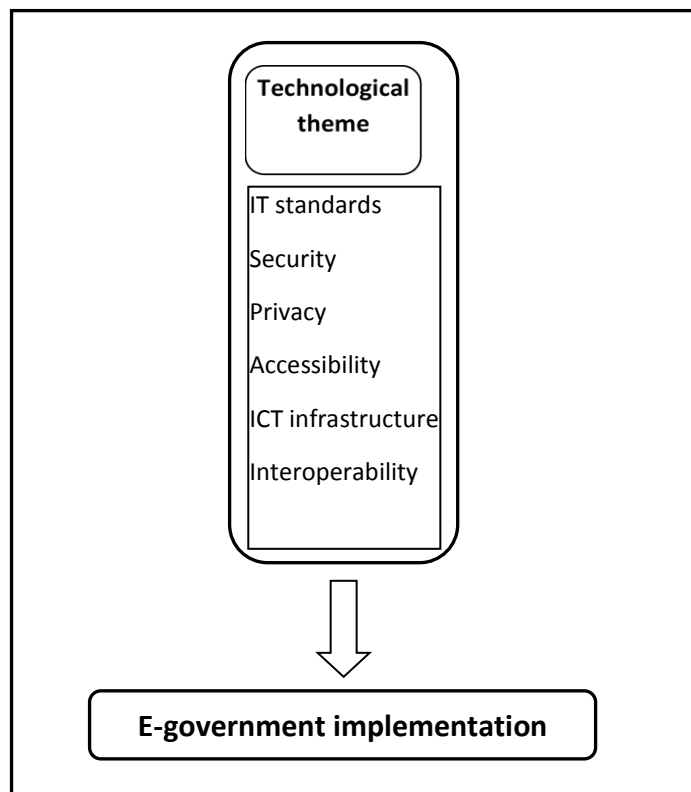 Technological
theme
IT standards
Security
Privacy
Accessibility
ICT infrastructure
Interoperability
E-government implementation